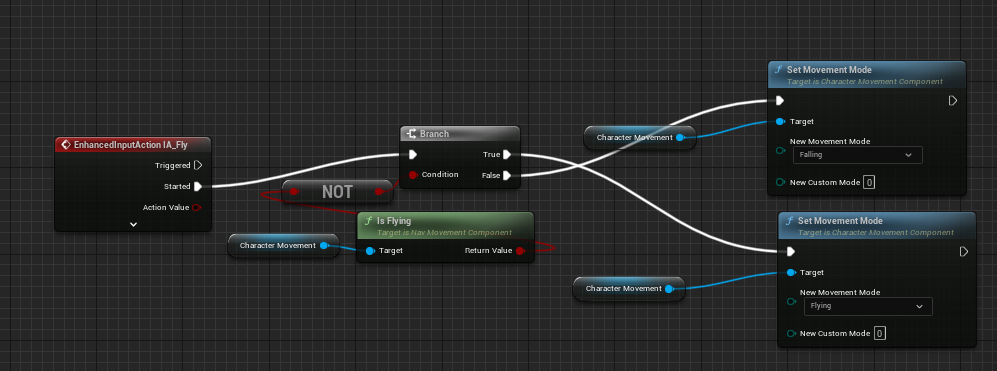 EnhancedInputAction IA_Fly
Triggered
Started
Action Value
NOT
Branch
True
Condition
False
Character Movement
Is Flying
Target is Nav Movement Component
Target
Return Value
Character Movement
Set Movement Mode
Target is Character Movement Component
Target
New Movement Mode
Falling
New Custom Mode 0
Character Movement
Set Movement Mode
Target is Character Movement Component
Target
New Movement Mode
Flying
New Custom Mode 0